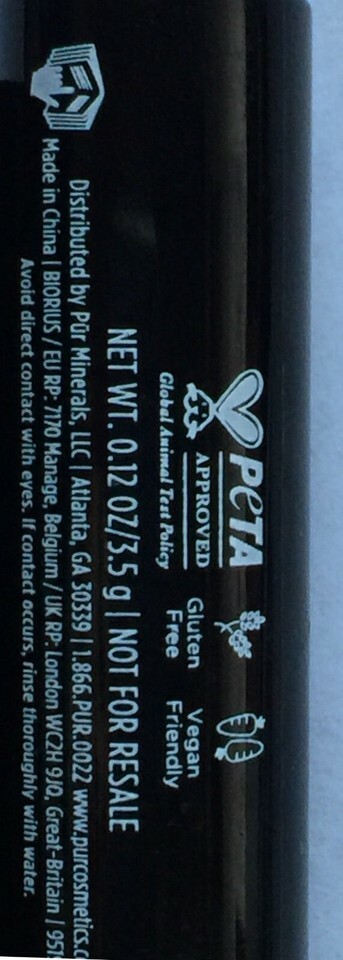 PETA
APPROVED
Global Animal Test Policy
Gluten
Free
Vegan
Friendly
NET WT. 0.12 OZ/3.5 g | NOT FOR RESALE
Distributed by Pür Minerals, LLC | Atlanta, GA 30339 | 1.866.PUR.0022 www.purcosmetics.c
Made in China | BIORIUS / EU RP: 7170 Manage, Belgium / UK RP: London WC2H 9JQ, Great-Britain | 951
Avoid direct contact with eyes. If contact occurs, rinse thoroughly with water.